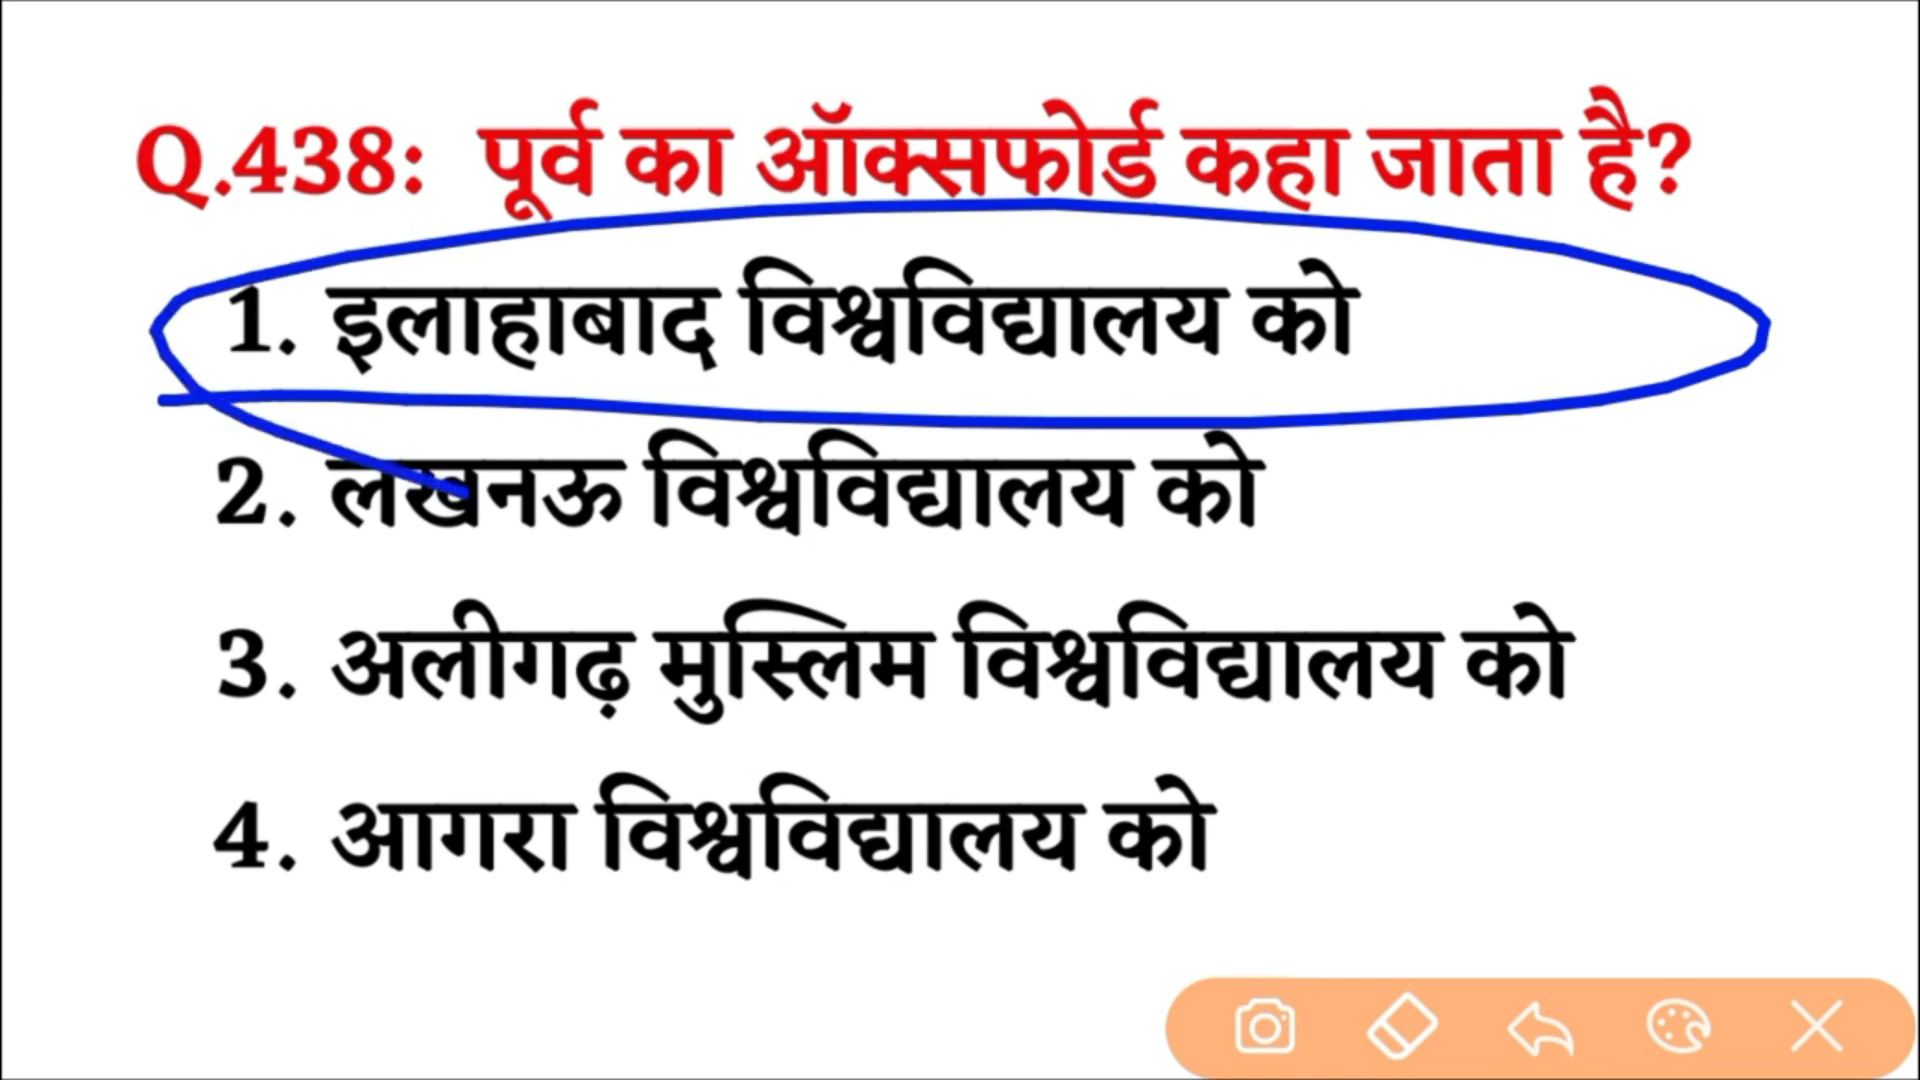 Q.438: पूर्व का ऑक्सफोर्ड कहा जाता है?
1. इलाहाबाद विश्वविद्यालय को
2. लखनऊ विश्वविद्यालय को
3. अलीगढ़ मुस्लिम विश्वविद्यालय को
4. आगरा विश्वविद्यालय को